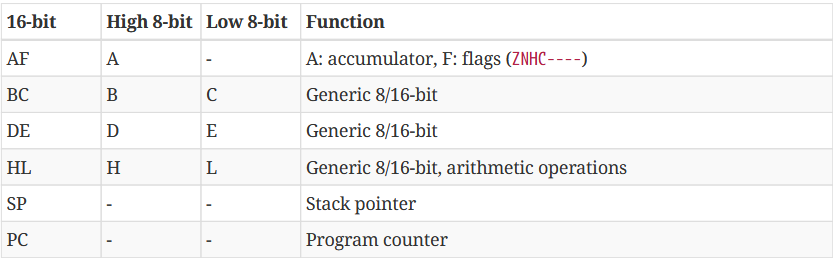 16-bit High 8-bit Low 8-bit Function
AF A - A: accumulator, F: flags (ZNHC----)
BC B C Generic 8/16-bit
DE D E Generic 8/16-bit
HL H L Generic 8/16-bit, arithmetic operations
SP - - Stack pointer
PC - - Program counter